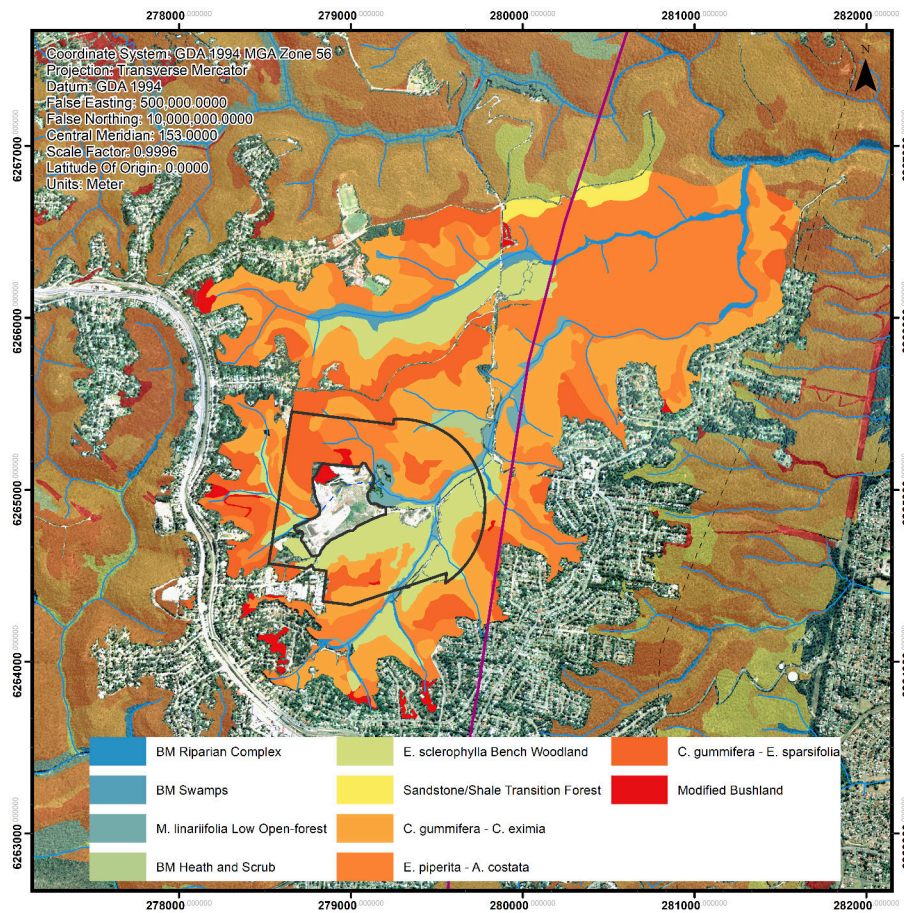 278000.000000 279000.000000 280000.000000 281000.000000 282000.000000
Coordinate System: GDA 1994 MGA Zone 56
Projection: Transverse Mercator
Datum: GDA 1994
False Easting: 500,000.0000
False Northing: 10,000,000.0000
Central Meridian: 153.0000
Scale Factor: 0.9996
Latitude Of Origin: 0.0000
Units: Meter
N
6267000.000000
6266000.000000
6265000.000000
6264000.000000
6263000.000000
BM Riparian Complex
BM Swamps
M. linariifolia Low Open-forest
BM Heath and Scrub
E. sclerophylla Bench Woodland
Sandstone/Shale Transition Forest
C. gummifera - C. eximia
E. piperita - A. costata
C. gummifera - E. sparsifolia
Modified Bushland
278000.000000 279000.000000 280000.000000 281000.000000 282000.000000